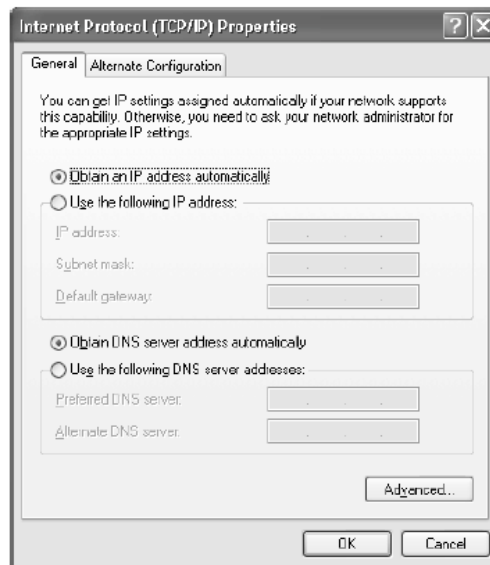 Internet Protocol (TCP/IP) Properties
General
Alternate Configuration
You can get IP settings assigned automatically if your network supports
this capability. Otherwise, you need to ask your network administrator for
the appropriate IP settings.
Obtain an IP address automatically
Use the following IP address:
IP address:
Subnet mask:
Default gateway:
Obtain DNS server address automatically
Use the following DNS server addresses:
Preferred DNS server:
Alternate DNS server:
Advanced...
OK
Cancel